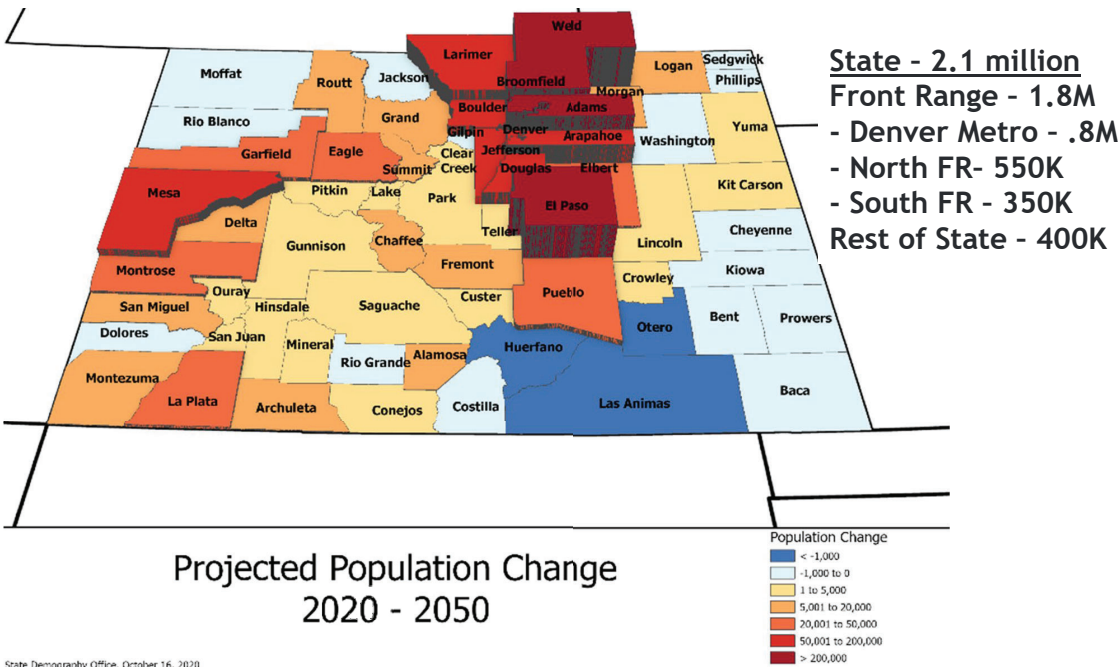 Weld
Larimer
Sedgwick
Logan
Moffat
Routt
Jackson
Phillips
Broomfield
Morgan
Boulder
Adams
Grand
Rio Blanco
Yuma
Gilpin
Denver
Arapahoe
Washington
Clear
Creek
Jefferson
Garfield
Eagle
Summit
Douglas
Elbert
Mesa
Pitkin
Lake
Park
Kit Carson
El Paso
Delta
Teller
Cheyenne
Gunnison
Chaffee
Lincoln
Montrose
Fremont
Kiowa
Crowley
Ouray
Pueblo
San Miguel
Hinsdale
Saguache
Custer
Bent
Prowers
Otero
Dolores
San Juan
Mineral
Huerfano
Rio Grande
Alamosa
Montezuma
Baca
La Plata
Archuleta
Conejos
Costilla
Las Animas
State - 2.1 million
Front Range - 1.8M
- Denver Metro - .8M
- North FR- 550K
- South FR - 350K
Rest of State - 400K
Projected Population Change
2020 - 2050
Population Change
< -1,000
-1,000 to 0
1 to 5,000
5,001 to 20,000
20,001 to 50,000
50,001 to 200,000
> 200,000
State Demography Office, October 16, 2020